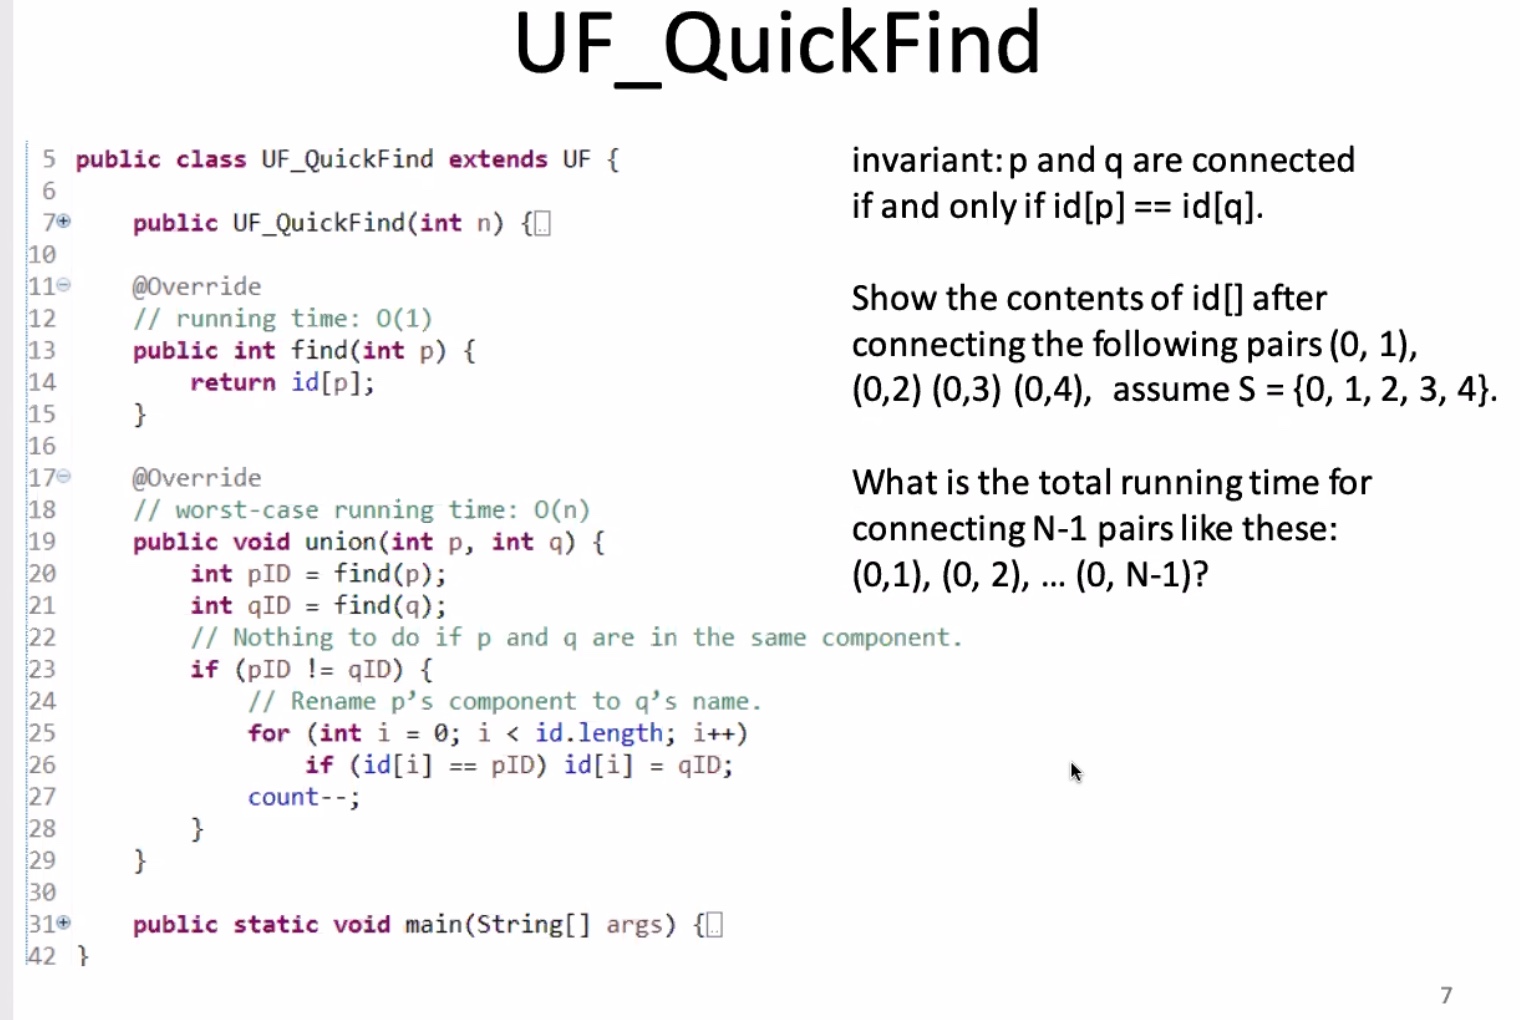 UF_QuickFind
5 public class UF_QuickFind extends UF {
6
7 public UF_QuickFind(int n) {
10
11 @Override
12 // running time: O(1)
13 public int find(int p) {
14 return id[p];
15 }
16
17 @Override
18 // worst-case running time: O(n)
19 public void union(int p, int q) {
20 int pID = find(p);
21 int qID = find(q);
22 // Nothing to do if p and q are in the same component.
23 if (pID != qID) {
24 // Rename p’s component to q’s name.
25 for (int i = 0; i < id.length; i++)
26 if (id[i] == pID) id[i] = qID;
27 count--;
28 }
29 }
30
31 public static void main(String[] args) {
42 }
invariant: p and q are connected
if and only if id[p] == id[q].
Show the contents of id[] after
connecting the following pairs (0, 1),
(0,2) (0,3) (0,4), assume S = {0, 1, 2, 3, 4}.
What is the total running time for
connecting N-1 pairs like these:
(0,1), (0, 2), ... (0, N-1)?
7